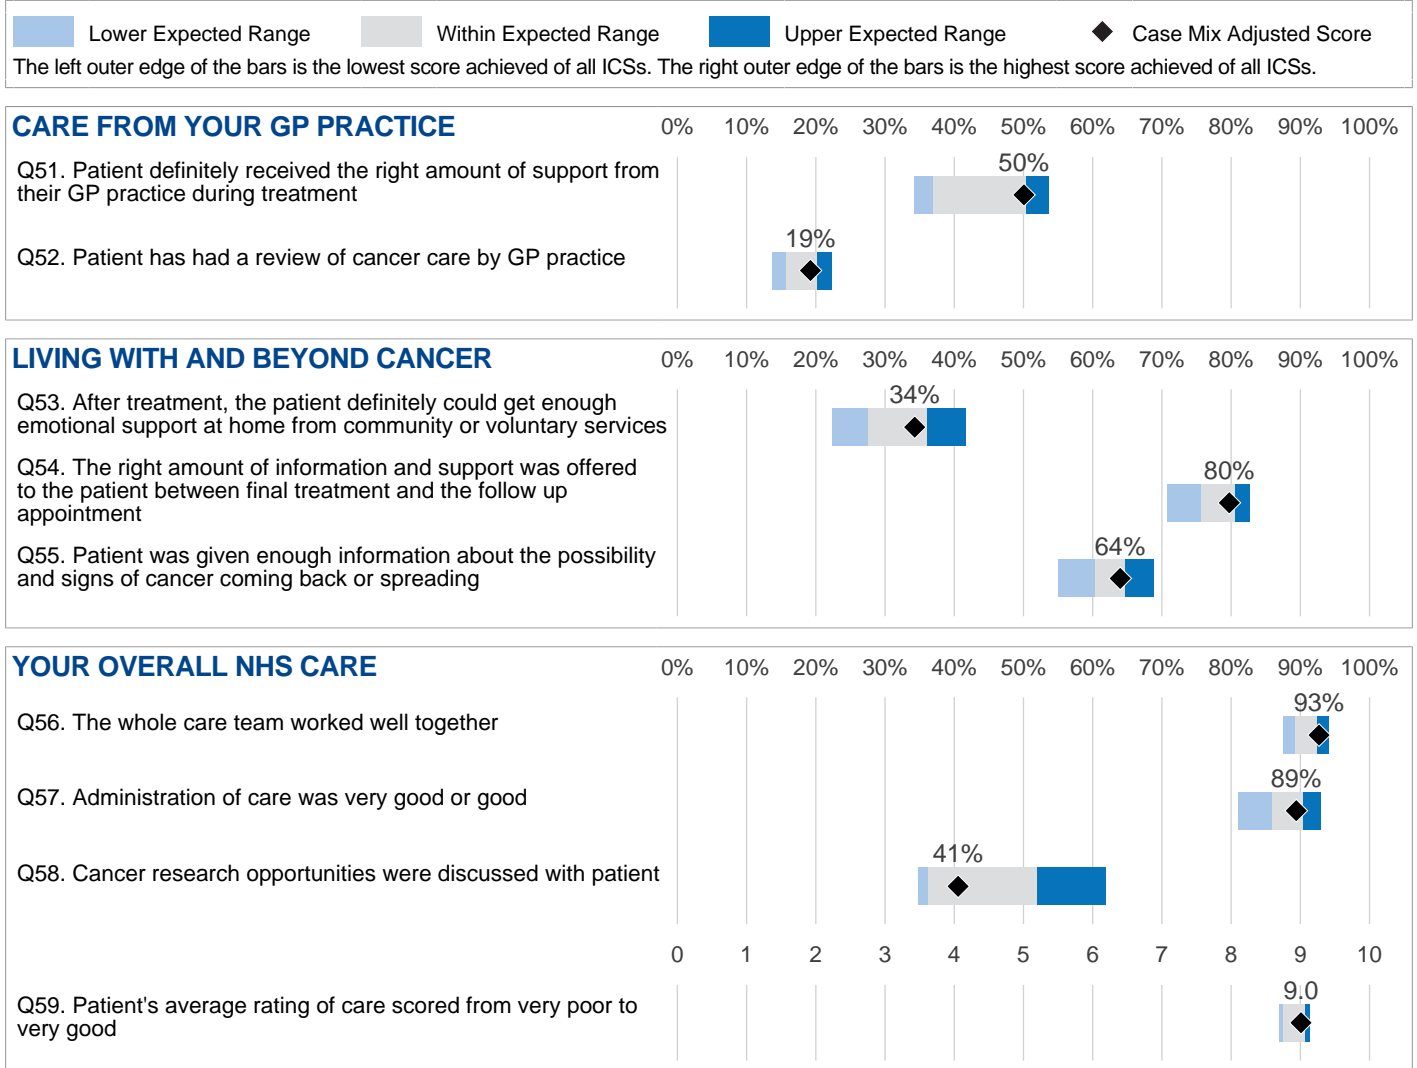 Lower Expected Range Within Expected Range Upper Expected Range Case Mix Adjusted Score
The left outer edge of the bars is the lowest score achieved of all ICSs. The right outer edge of the bars is the highest score achieved of all ICSs.
CARE FROM YOUR GP PRACTICE 0% 10% 20% 30% 40% 50% 60% 70% 80% 90% 100%
50%
Q51. Patient definitely received the right amount of support from
their GP practice during treatment
19%
Q52. Patient has had a review of cancer care by GP practice
LIVING WITH AND BEYOND CANCER 0% 10% 20% 30% 40% 50% 60% 70% 80% 90% 100%
34%
Q53. After treatment, the patient definitely could get enough
emotional support at home from community or voluntary services
Q54. The right amount of information and support was offered
80%
to the patient between final treatment and the follow up
appointment
64%
Q55. Patient was given enough information about the possibility
and signs of cancer coming back or spreading
YOUR OVERALL NHS CARE 0% 10% 20% 30% 40% 50% 60% 70% 80% 90% 100%
93%
Q56. The whole care team worked well together
89%
Q57. Administration of care was very good or good
41%
Q58. Cancer research opportunities were discussed with patient
0 1 2 3 4 5 6 7 8 9 10
9.0
Q59. Patient's average rating of care scored from very poor to
very good